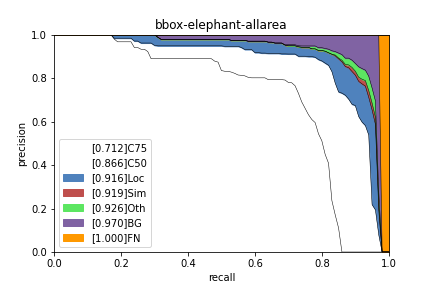 bbox-elephant-allarea
precision
1.0
0.8
0.6
0.4
0.2
0.0
[0.712]C75
[0.866]C50
[0.916]Loc
[0.919]Sim
[0.926]Oth
[0.970]BG
[1.000]FN
0.0 0.2 0.4 0.6 0.8 1.0
recall